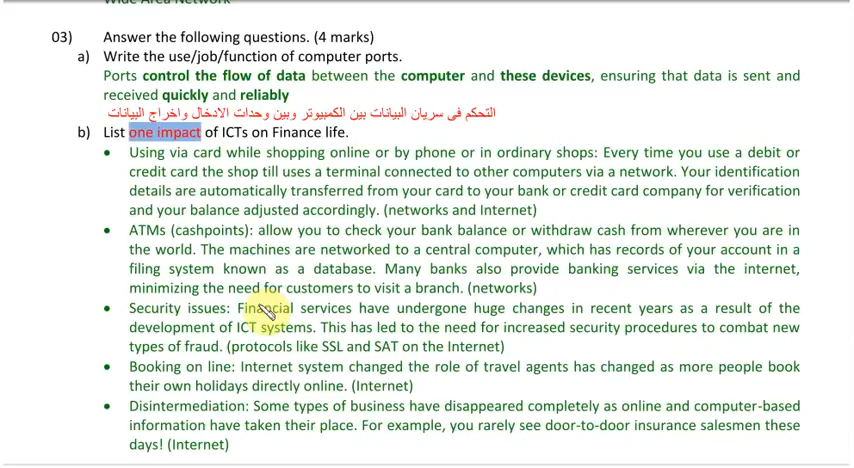 Wide Area Network
03) Answer the following questions. (4 marks)
a) Write the use/job/function of computer ports.
Ports control the flow of data between the computer and these devices, ensuring that data is sent and
received quickly and reliably
التحكم فى سريان البيانات بين الكمبيوتر وبين وحدات الادخال واخراج البيانات
b) List one impact of ICTs on Finance life.
• Using via card while shopping online or by phone or in ordinary shops: Every time you use a debit or
credit card the shop till uses a terminal connected to other computers via a network. Your identification
details are automatically transferred from your card to your bank or credit card company for verification
and your balance adjusted accordingly. (networks and Internet)
• ATMs (cashpoints): allow you to check your bank balance or withdraw cash from wherever you are in
the world. The machines are networked to a central computer, which has records of your account in a
filing system known as a database. Many banks also provide banking services via the internet,
minimizing the need for customers to visit a branch. (networks)
• Security issues: Financial services have undergone huge changes in recent years as a result of the
development of ICT systems. This has led to the need for increased security procedures to combat new
types of fraud. (protocols like SSL and SAT on the Internet)
• Booking on line: Internet system changed the role of travel agents has changed as more people book
their own holidays directly online. (Internet)
• Disintermediation: Some types of business have disappeared completely as online and computer-based
information have taken their place. For example, you rarely see door-to-door insurance salesmen these
days! (Internet)